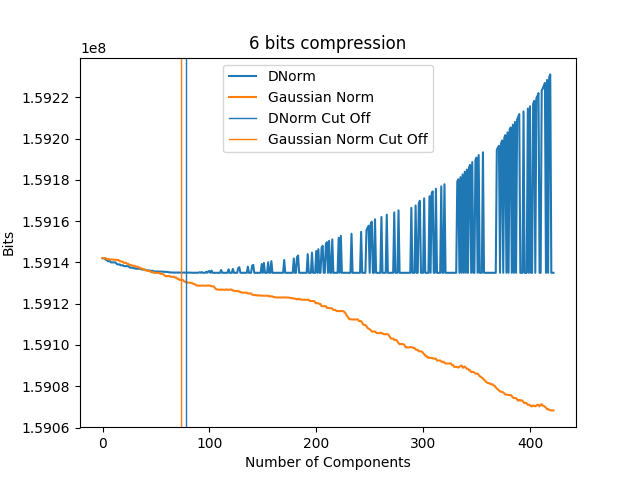 6 bits compression
1e8
DNorm
Gaussian Norm
DNorm Cut Off
Gaussian Norm Cut Off
1.5922
1.5920
1.5918
1.5916
1.5914
1.5912
1.5910
1.5908
1.5906
Bits
0 100 200 300 400
Number of Components